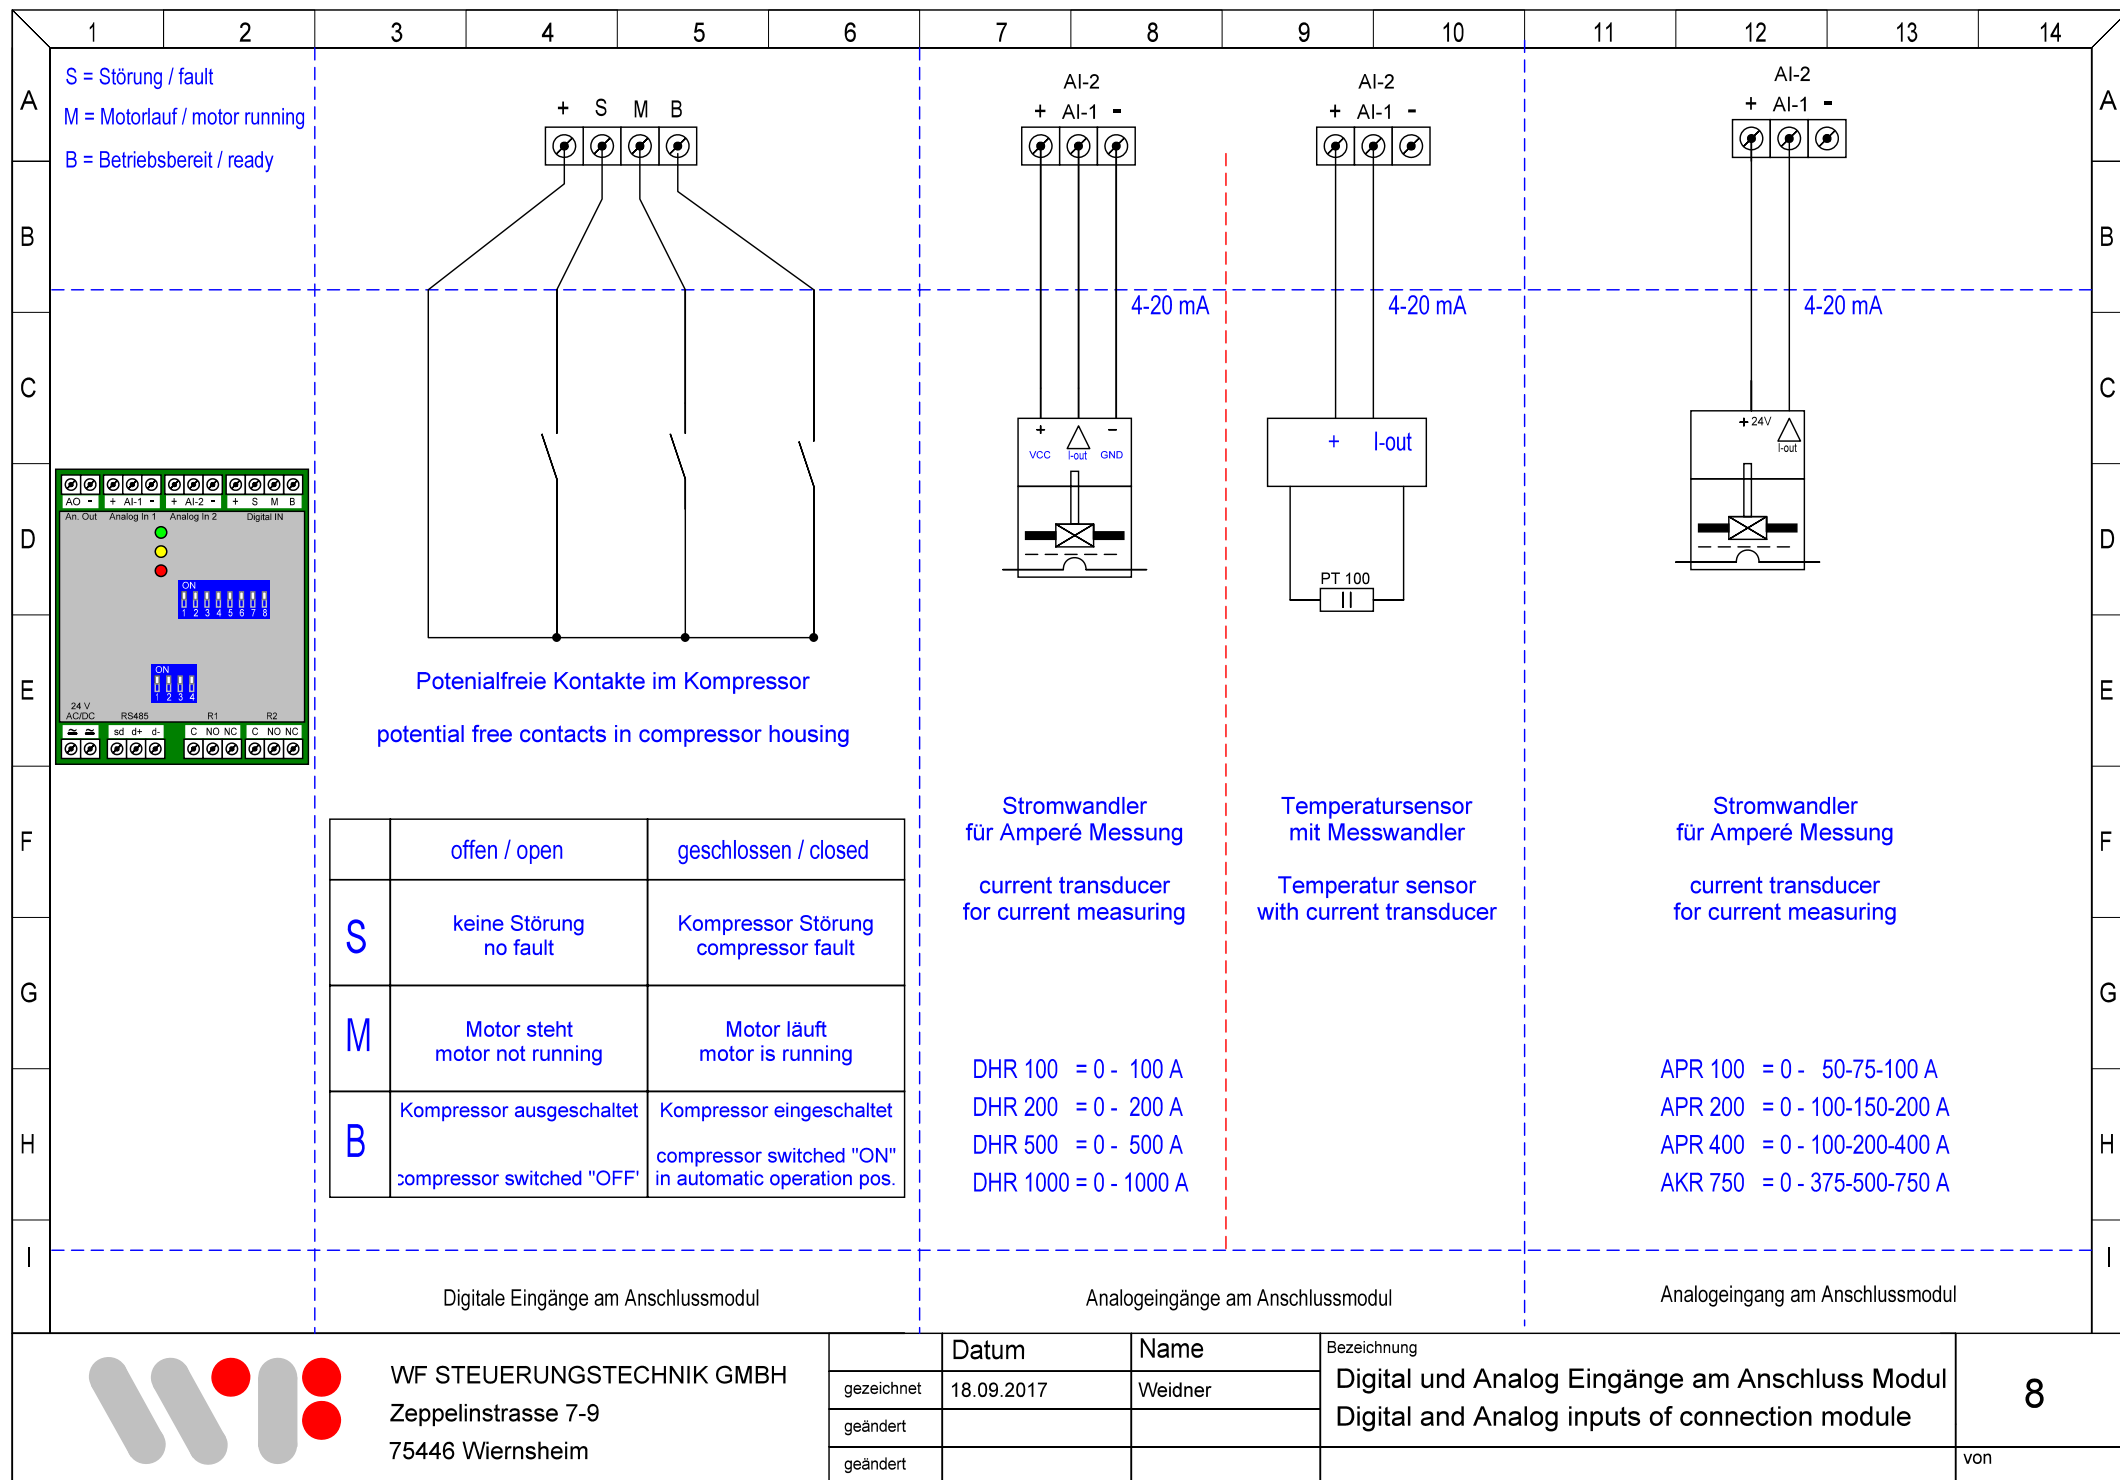 1 2 3 4 5 6 7 8 9 10 11 12 13 14
A
B
C
D
E
F
G
H
I
S = Störung / fault
M = Motorlauf / motor running
B = Betriebsbereit / ready
AO - + AI-1 - + AI-2 - + S M B
An. Out Analog In 1 Analog In 2 Digital IN
ON
1 2 3 4 5 6 7 8
ON
1 2 3 4
24 V
AC/DC RS485 R1 R2
≃ ≃ sd d+ d- C NO NC C NO NC
+ S M B
Potenialfreie Kontakte im Kompressor
potential free contacts in compressor housing
offen / open geschlossen / closed
S
keine Störung
no fault
Kompressor Störung
compressor fault
M
Motor steht
motor not running
Motor läuft
motor is running
B
Kompressor ausgeschaltet
compressor switched "OFF'
Kompressor eingeschaltet
compressor switched "ON"
in automatic operation pos.
Digitale Eingänge am Anschlussmodul
AI-2
+ AI-1 -
4-20 mA
+ -
VCC I-out GND
Stromwandler
für Amperé Messung
current transducer
for current measuring
DHR 100 = 0 - 100 A
DHR 200 = 0 - 200 A
DHR 500 = 0 - 500 A
DHR 1000 = 0 - 1000 A
AI-2
+ AI-1 -
4-20 mA
+ I-out
PT 100
Temperatursensor
mit Messwandler
Temperatur sensor
with current transducer
Analogeingänge am Anschlussmodul
AI-2
+ AI-1 -
4-20 mA
+ 24V
I-out
Stromwandler
für Amperé Messung
current transducer
for current measuring
APR 100 = 0 - 50-75-100 A
APR 200 = 0 - 100-150-200 A
APR 400 = 0 - 100-200-400 A
AKR 750 = 0 - 375-500-750 A
Analogeingang am Anschlussmodul
A
B
C
D
E
F
G
H
I
WF STEUERUNGSTECHNIK GMBH
Zeppelinstrasse 7-9
75446 Wiernsheim
Datum Name
gezeichnet 18.09.2017 Weidner
geändert
geändert
Bezeichnung
Digital und Analog Eingänge am Anschluss Modul
Digital and Analog inputs of connection module
8
von